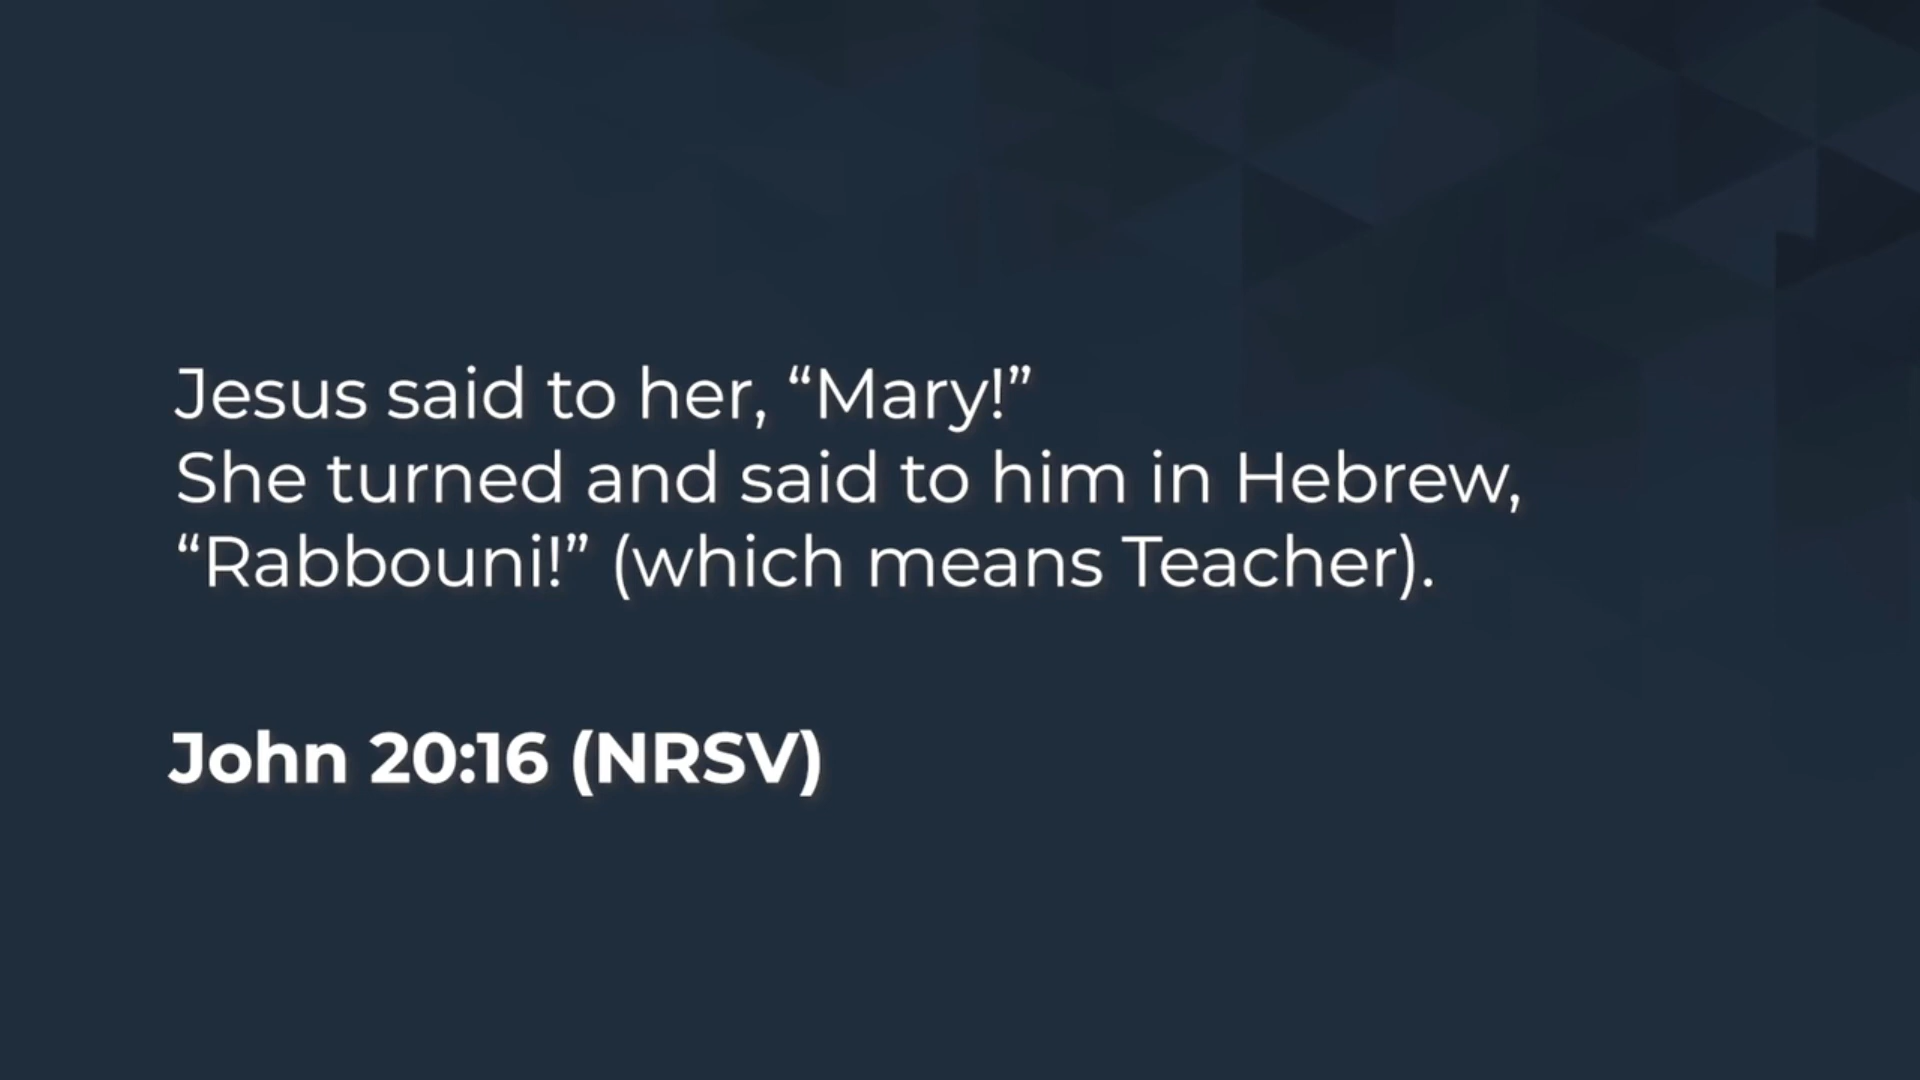 Jesus said to her, “Mary!”
She turned and said to him in Hebrew,
“Rabbouni!” (which means Teacher).
John 20:16 (NRSV)